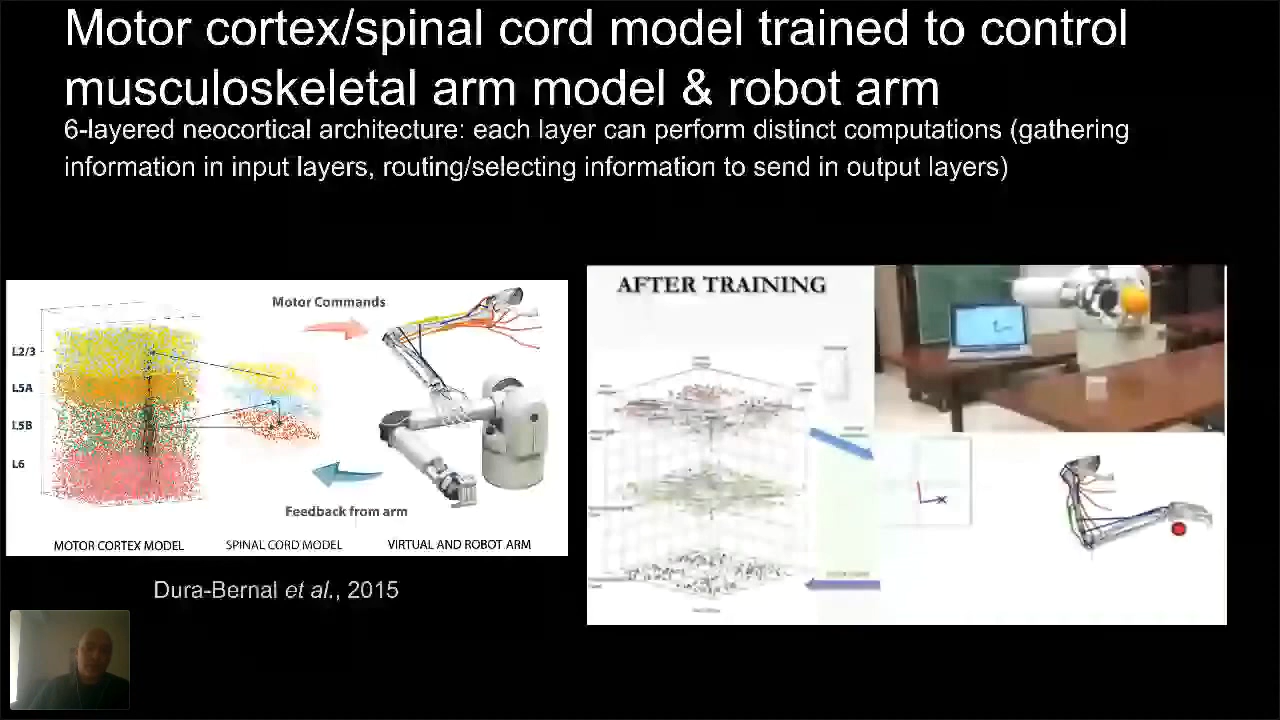 Motor cortex/spinal cord model trained to control
musculoskeletal arm model & robot arm
6-layered neocortical architecture: each layer can perform distinct computations (gathering
information in input layers, routing/selecting information to send in output layers)
Motor Commands
L2/3
L5A
L5B
L6
Feedback from arm
MOTOR CORTEX MODEL
SPINAL CORD MODEL
VIRTUAL AND ROBOT ARM
AFTER TRAINING
Dura-Bernal et al., 2015